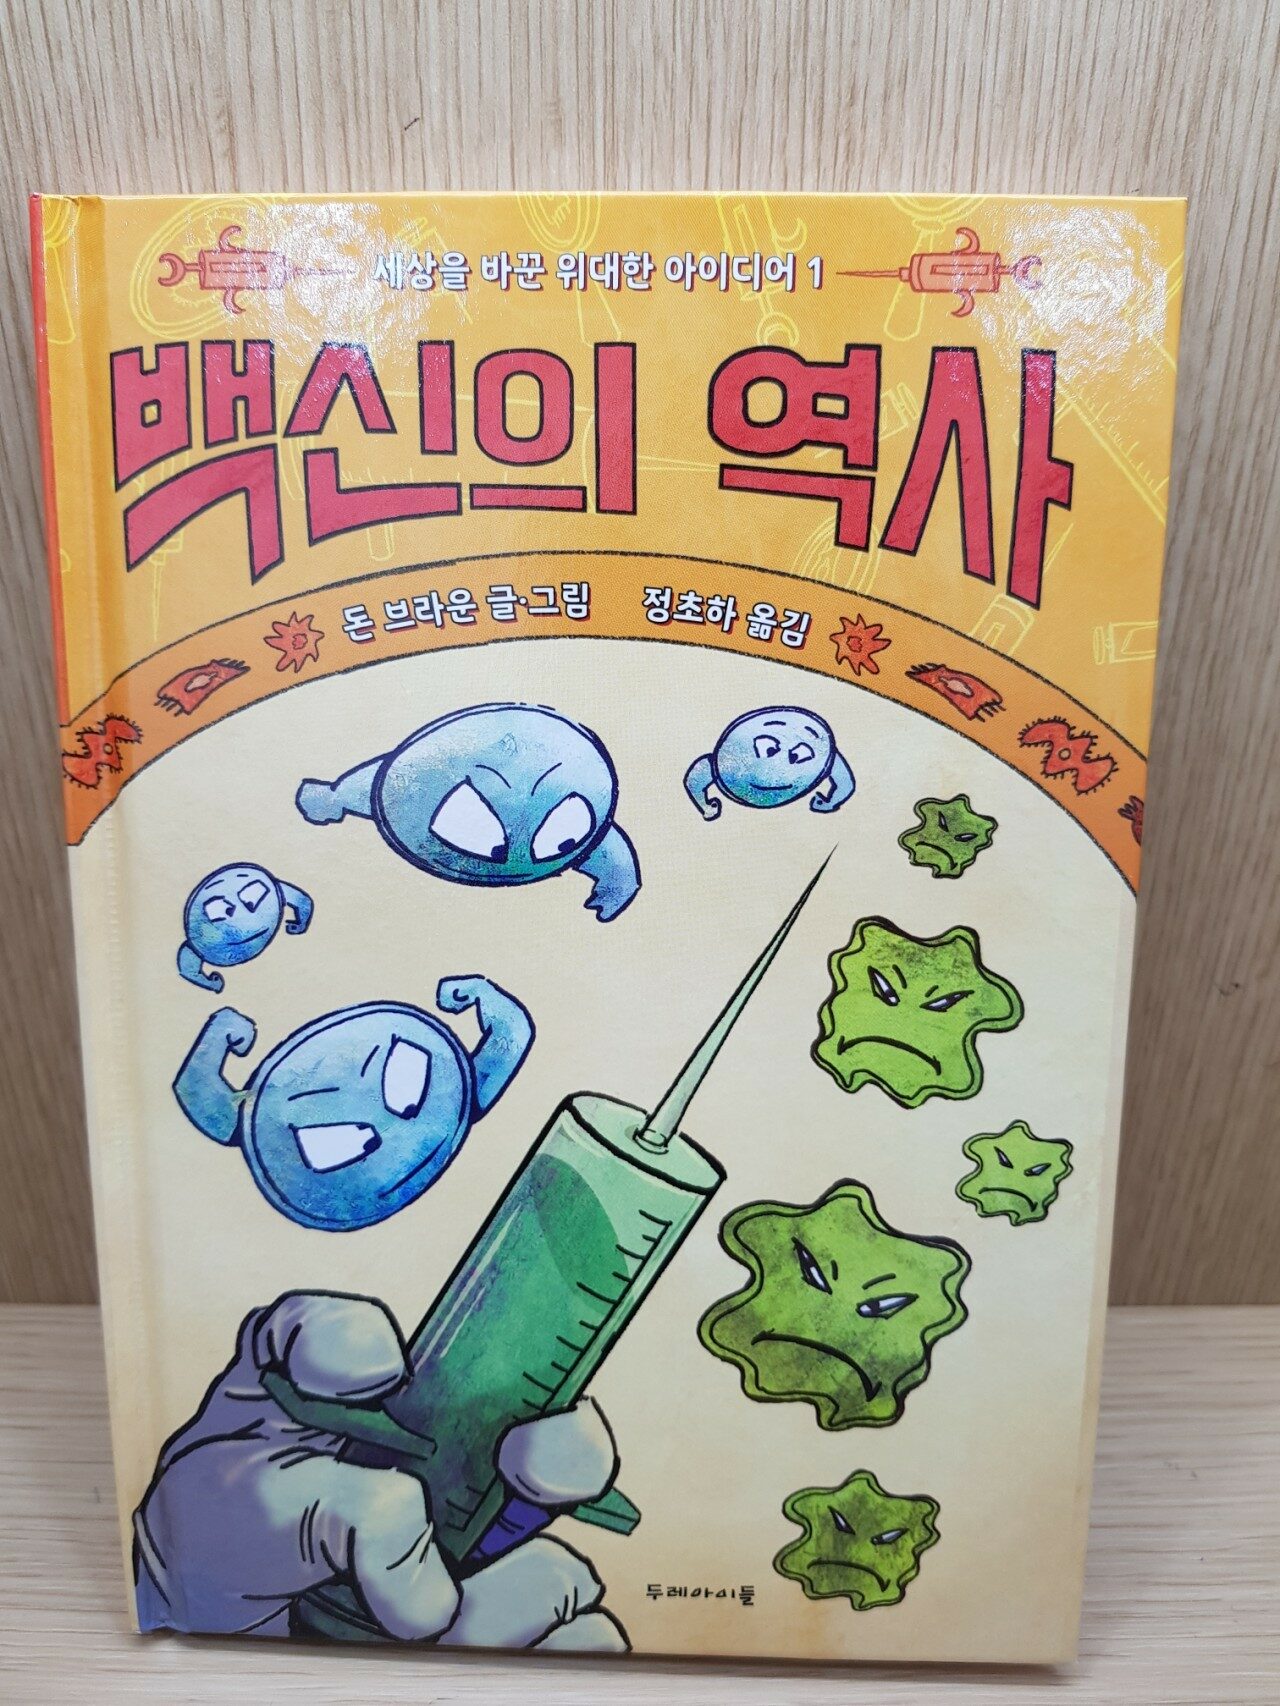 세상을 바꾼 위대한 아이디어 1
백신의 역사
돈 브라운 글·그림 정초하 옮김
두레아이들